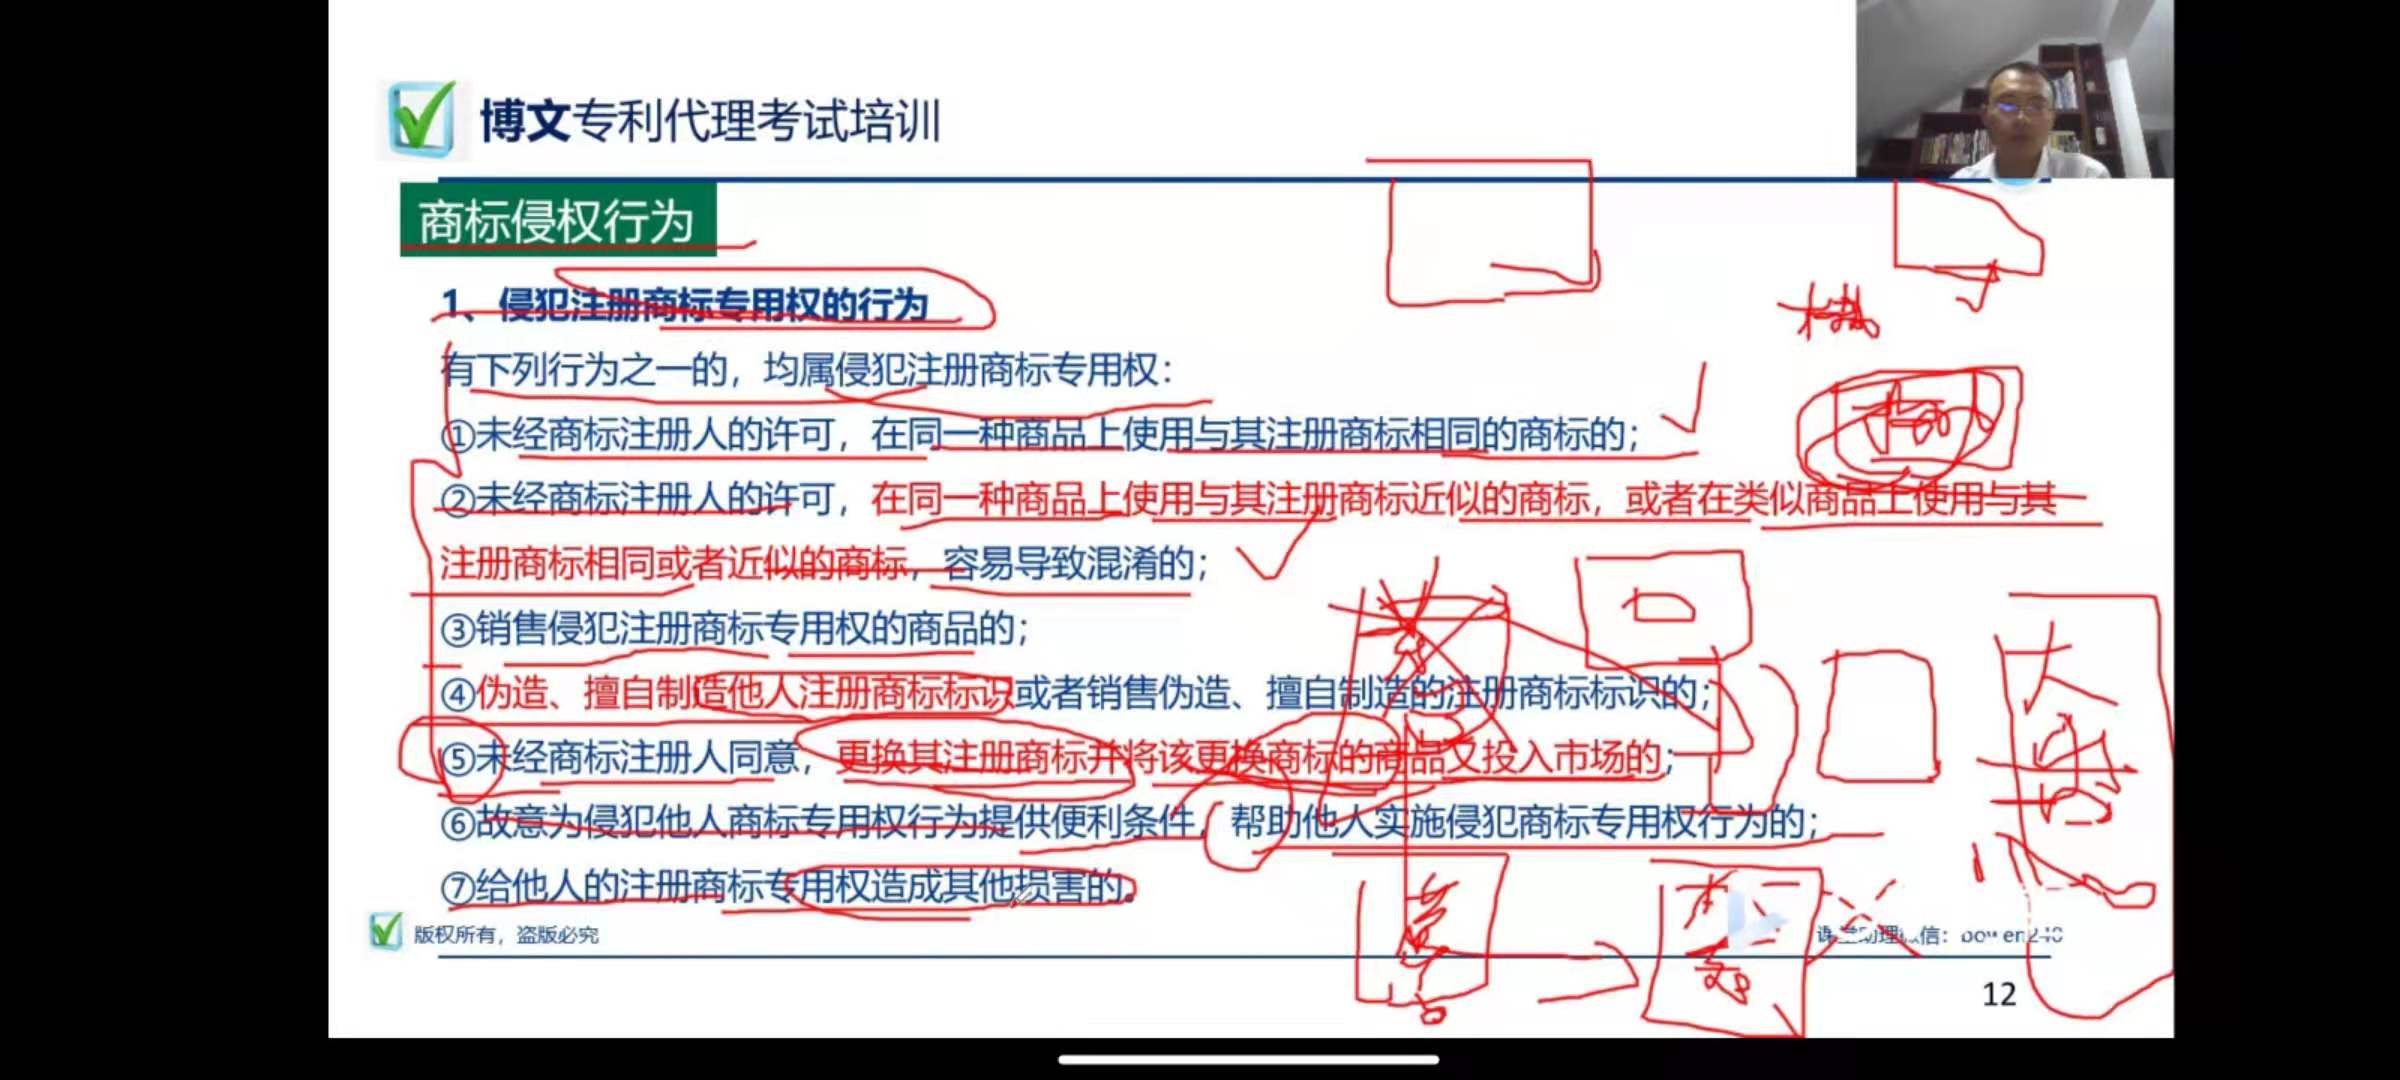 博文专利代理考试培训
商标侵权行为
1、侵犯注册商标专用权的行为
有下列行为之一的，均属侵犯注册商标专用权：
①未经商标注册人的许可，在同一种商品上使用与其注册商标相同的商标的；
②未经商标注册人的许可，在同一种商品上使用与其注册商标近似的商标，或者在类似商品上使用与其
注册商标相同或者近似的商标，容易导致混淆的；
③销售侵犯注册商标专用权的商品的；
④伪造、擅自制造他人注册商标标识或者销售伪造、擅自制造的注册商标标识的；
⑤未经商标注册人同意，更换其注册商标并将该更换商标的商品又投入市场的；
⑥故意为侵犯他人商标专用权行为提供便利条件，帮助他人实施侵犯商标专用权行为的；
⑦给他人的注册商标专用权造成其他损害的。
版权所有，盗版必究
助理 信：bowen240
12